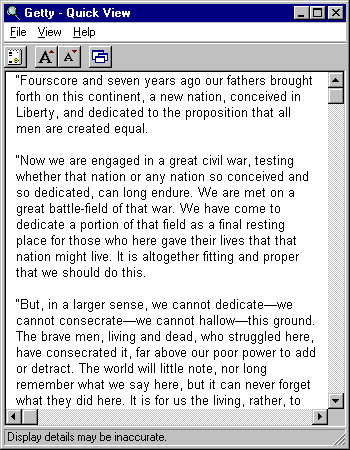 Getty - Quick View
File View Help
"Fourscore and seven years ago our fathers brought
forth on this continent, a new nation, conceived in
Liberty, and dedicated to the proposition that all
men are created equal.
"Now we are engaged in a great civil war, testing
whether that nation or any nation so conceived and
so dedicated, can long endure. We are met on a
great battle-field of that war. We have come to
dedicate a portion of that field as a final resting
place for those who here gave their lives that that
nation might live. It is altogether fitting and proper
that we should do this.
"But, in a larger sense, we cannot dedicate—we
cannot consecrate—we cannot hallow—this ground.
The brave men, living and dead, who struggled here,
have consecrated it, far above our poor power to add
or detract. The world will little note, nor long
remember what we say here, but it can never forget
what they did here. It is for us the living, rather, to
Display details may be inaccurate.